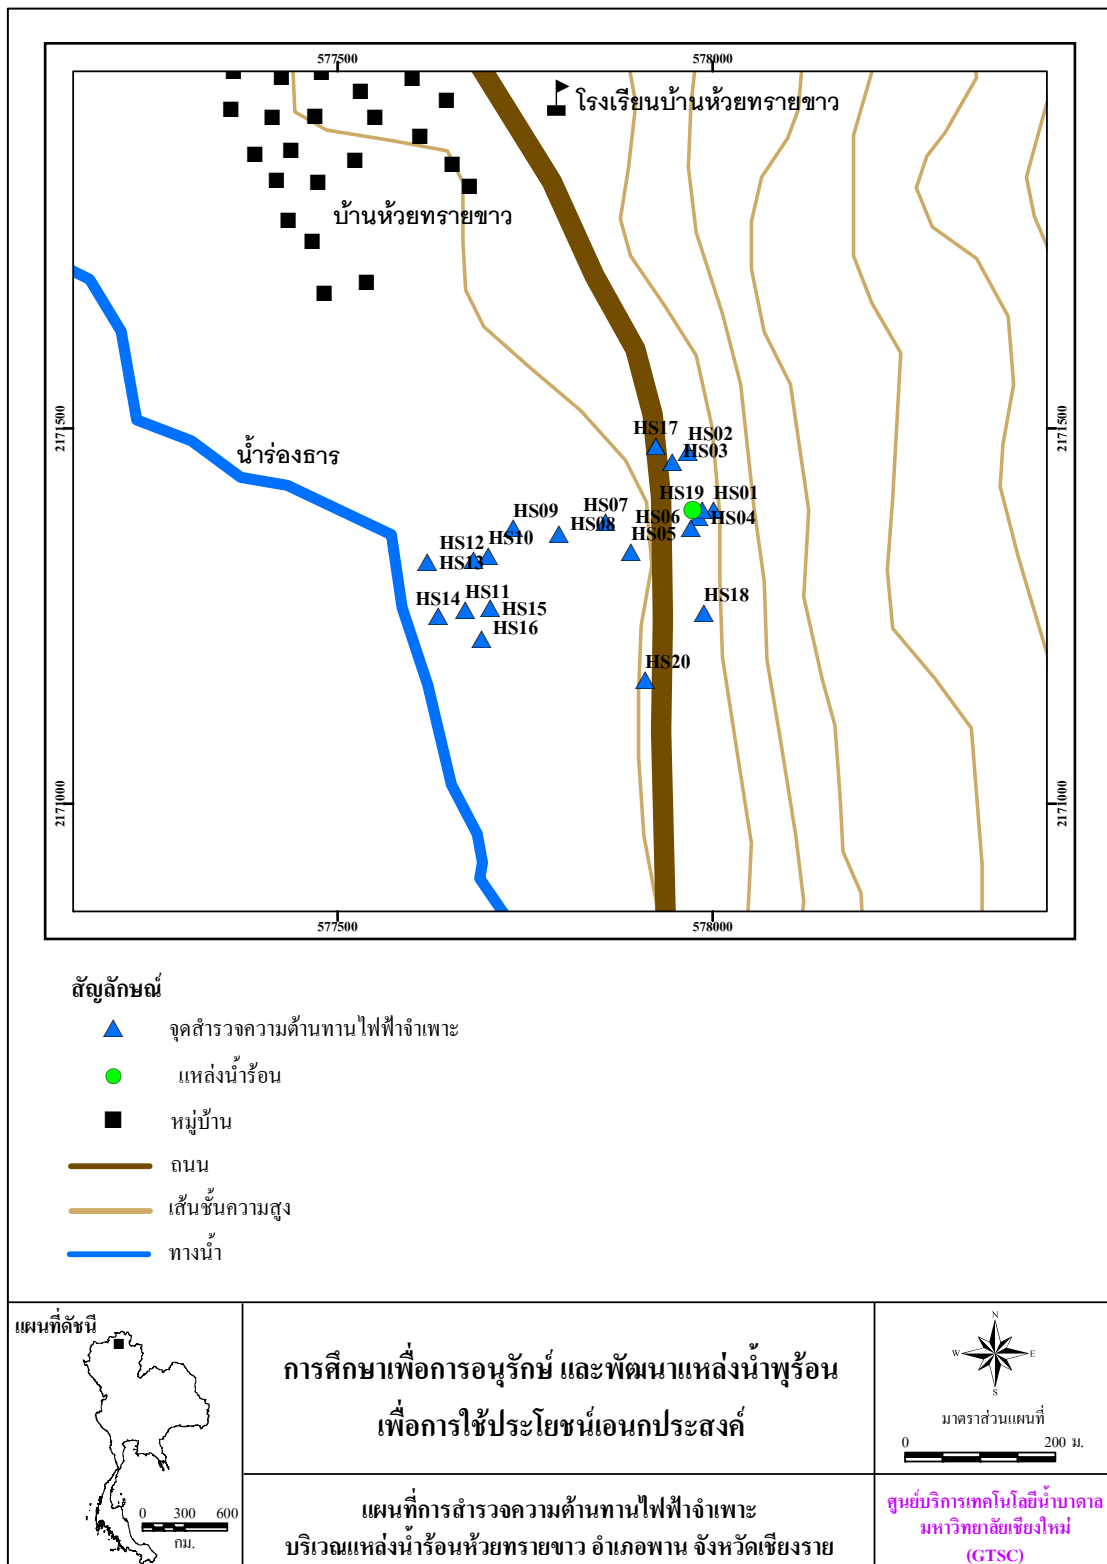 577500
578000
โรงเรียนบ้านห้วยทรายขาว
บ้านห้วยทรายขาว
2171500
2171500
น้ำร่องธาร
HS17
HS02
HS03
HS19
HS01
HS07
HS06
HS04
HS09
HS08
HS05
HS12
HS10
HS13
HS11
HS14
HS15
HS18
HS16
HS20
2171000
2171000
577500
578000
สัญลักษณ์
จุดสำรวจความต้านทานไฟฟ้าจำเพาะ
แหล่งน้ำร้อน
หมู่บ้าน
ถนน
เส้นชั้นความสูง
ทางน้ำ
แผนที่ดัชนี
0 300 600
กม.
การศึกษาเพื่อการอนุรักษ์ และพัฒนาแหล่งน้ำพุร้อน
เพื่อการใช้ประโยชน์เอนกประสงค์
แผนที่การสำรวจความต้านทานไฟฟ้าจำเพาะ
บริเวณแหล่งน้ำร้อนห้วยทรายขาว อำเภอพาน จังหวัดเชียงราย
N
W E
S
มาตราส่วนแผนที่
0 200 ม.
ศูนย์บริการเทคโนโลยีน้ำบาดาล
มหาวิทยาลัยเชียงใหม่
(GTSC)